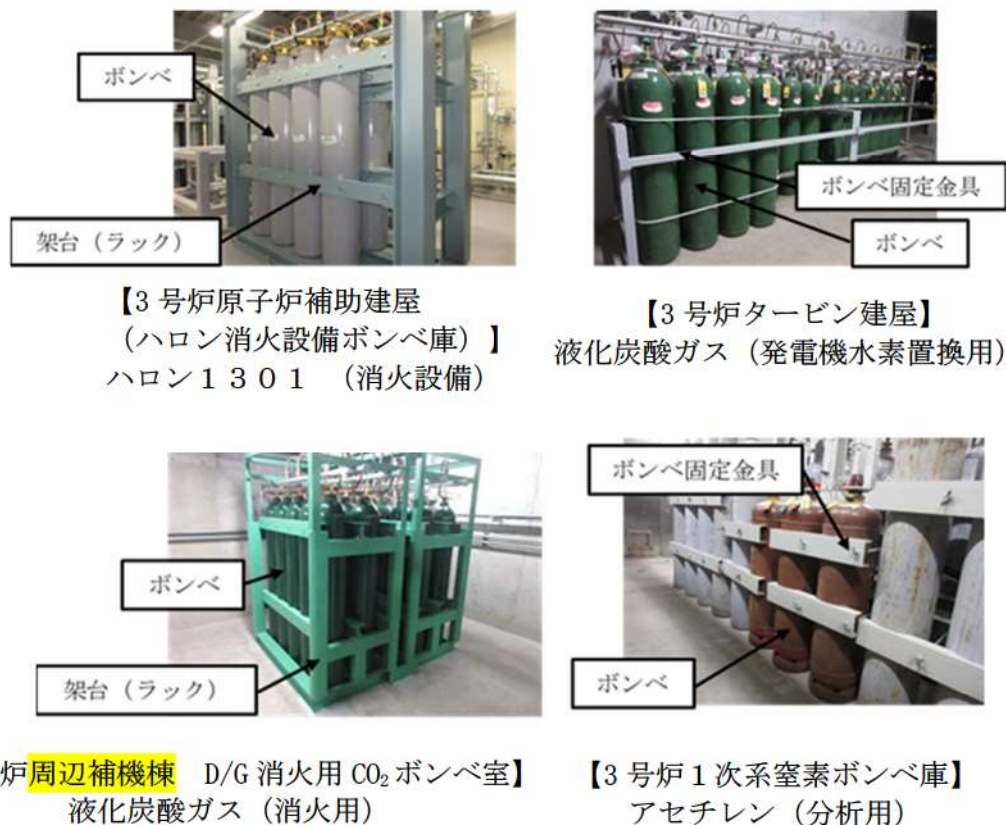 ボンベ
架台（ラック）
【3 号炉原子炉補助建屋
（ハロン消火設備ボンベ庫）】
ハロン１３０１　（消火設備）
ボンベ固定金具
ボンベ
【3 号炉タービン建屋】
液化炭酸ガス（発電機水素置換用）
ボンベ
架台（ラック）
炉周辺補機棟　D/G 消火用 CO₂ ボンベ室】
液化炭酸ガス（消火用）
ボンベ固定金具
ボンベ
【3 号炉１次系窒素ボンベ庫】
アセチレン（分析用）